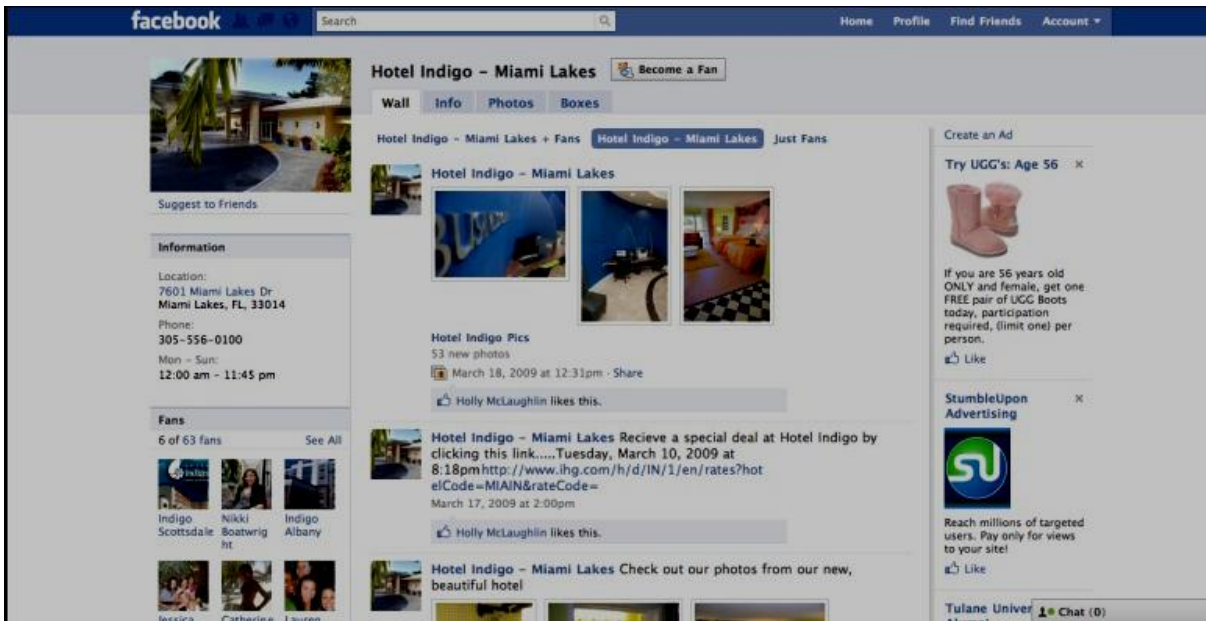 facebook
Search
Home Profile Find Friends Account
Hotel Indigo – Miami Lakes
Become a Fan
Wall Info Photos Boxes
Suggest to Friends
Information
Location:
7601 Miami Lakes Dr
Miami Lakes, FL, 33014
Phone:
305-556-0100
Mon – Sun:
12:00 am – 11:45 pm
Fans
6 of 63 fans See All
Indigo Scottsdale
Nikki Boatwright
Indigo Albany
Jessica Catherine Lauren
Hotel Indigo – Miami Lakes + Fans Hotel Indigo – Miami Lakes Just Fans
Hotel Indigo – Miami Lakes
Hotel Indigo Pics
53 new photos
March 18, 2009 at 12:31pm · Share
Holly McLaughlin likes this.
Hotel Indigo – Miami Lakes Recieve a special deal at Hotel Indigo by
clicking this link.....Tuesday, March 10, 2009 at
8:18pmhttp://www.ihg.com/h/d/IN/1/en/rates?hot
elCode=MIAIN&rateCode=
March 17, 2009 at 2:00pm
Holly McLaughlin likes this.
Hotel Indigo – Miami Lakes Check out our photos from our new,
beautiful hotel
Create an Ad
Try UGG's: Age 56
If you are 56 years old
ONLY and female, get one
FREE pair of UGG Boots
today, participation
required, (limit one) per
person.
Like
StumbleUpon
Advertising
Reach millions of targeted
users. Pay only for views
to your site!
Like
Tulane Univer
Chat (0)